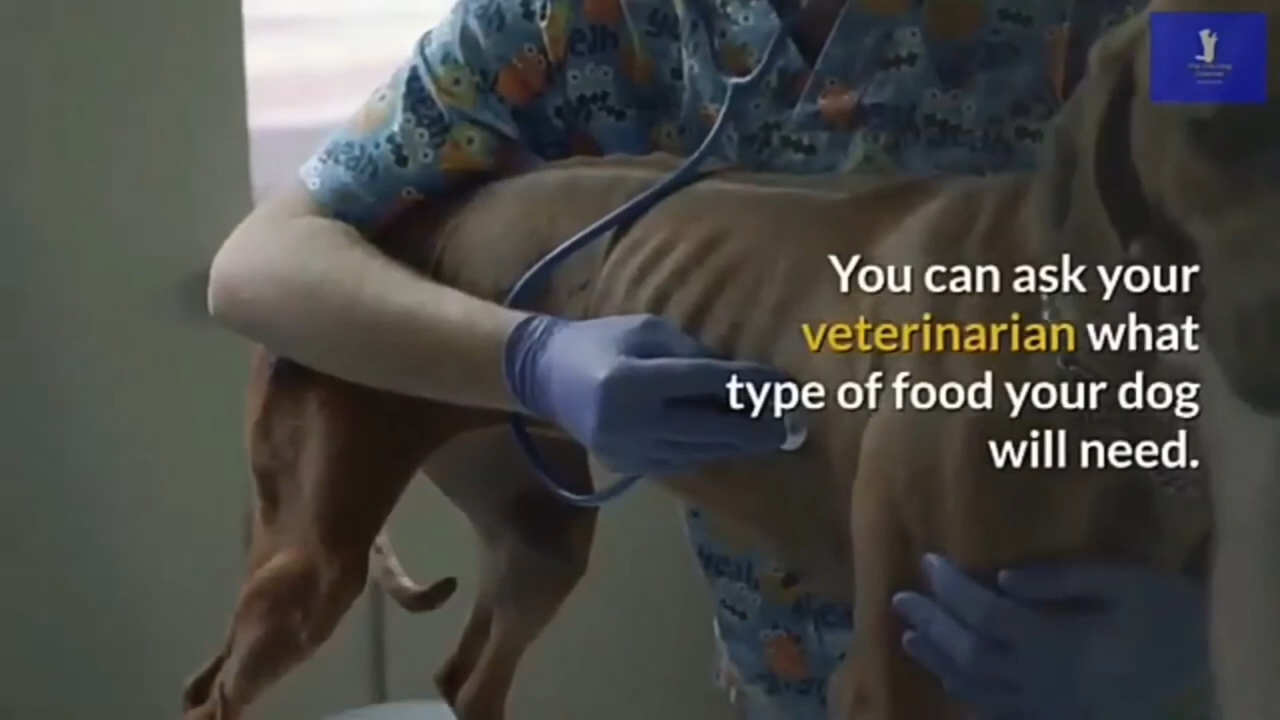 You can ask your
veterinarian what
type of food your dog
will need.